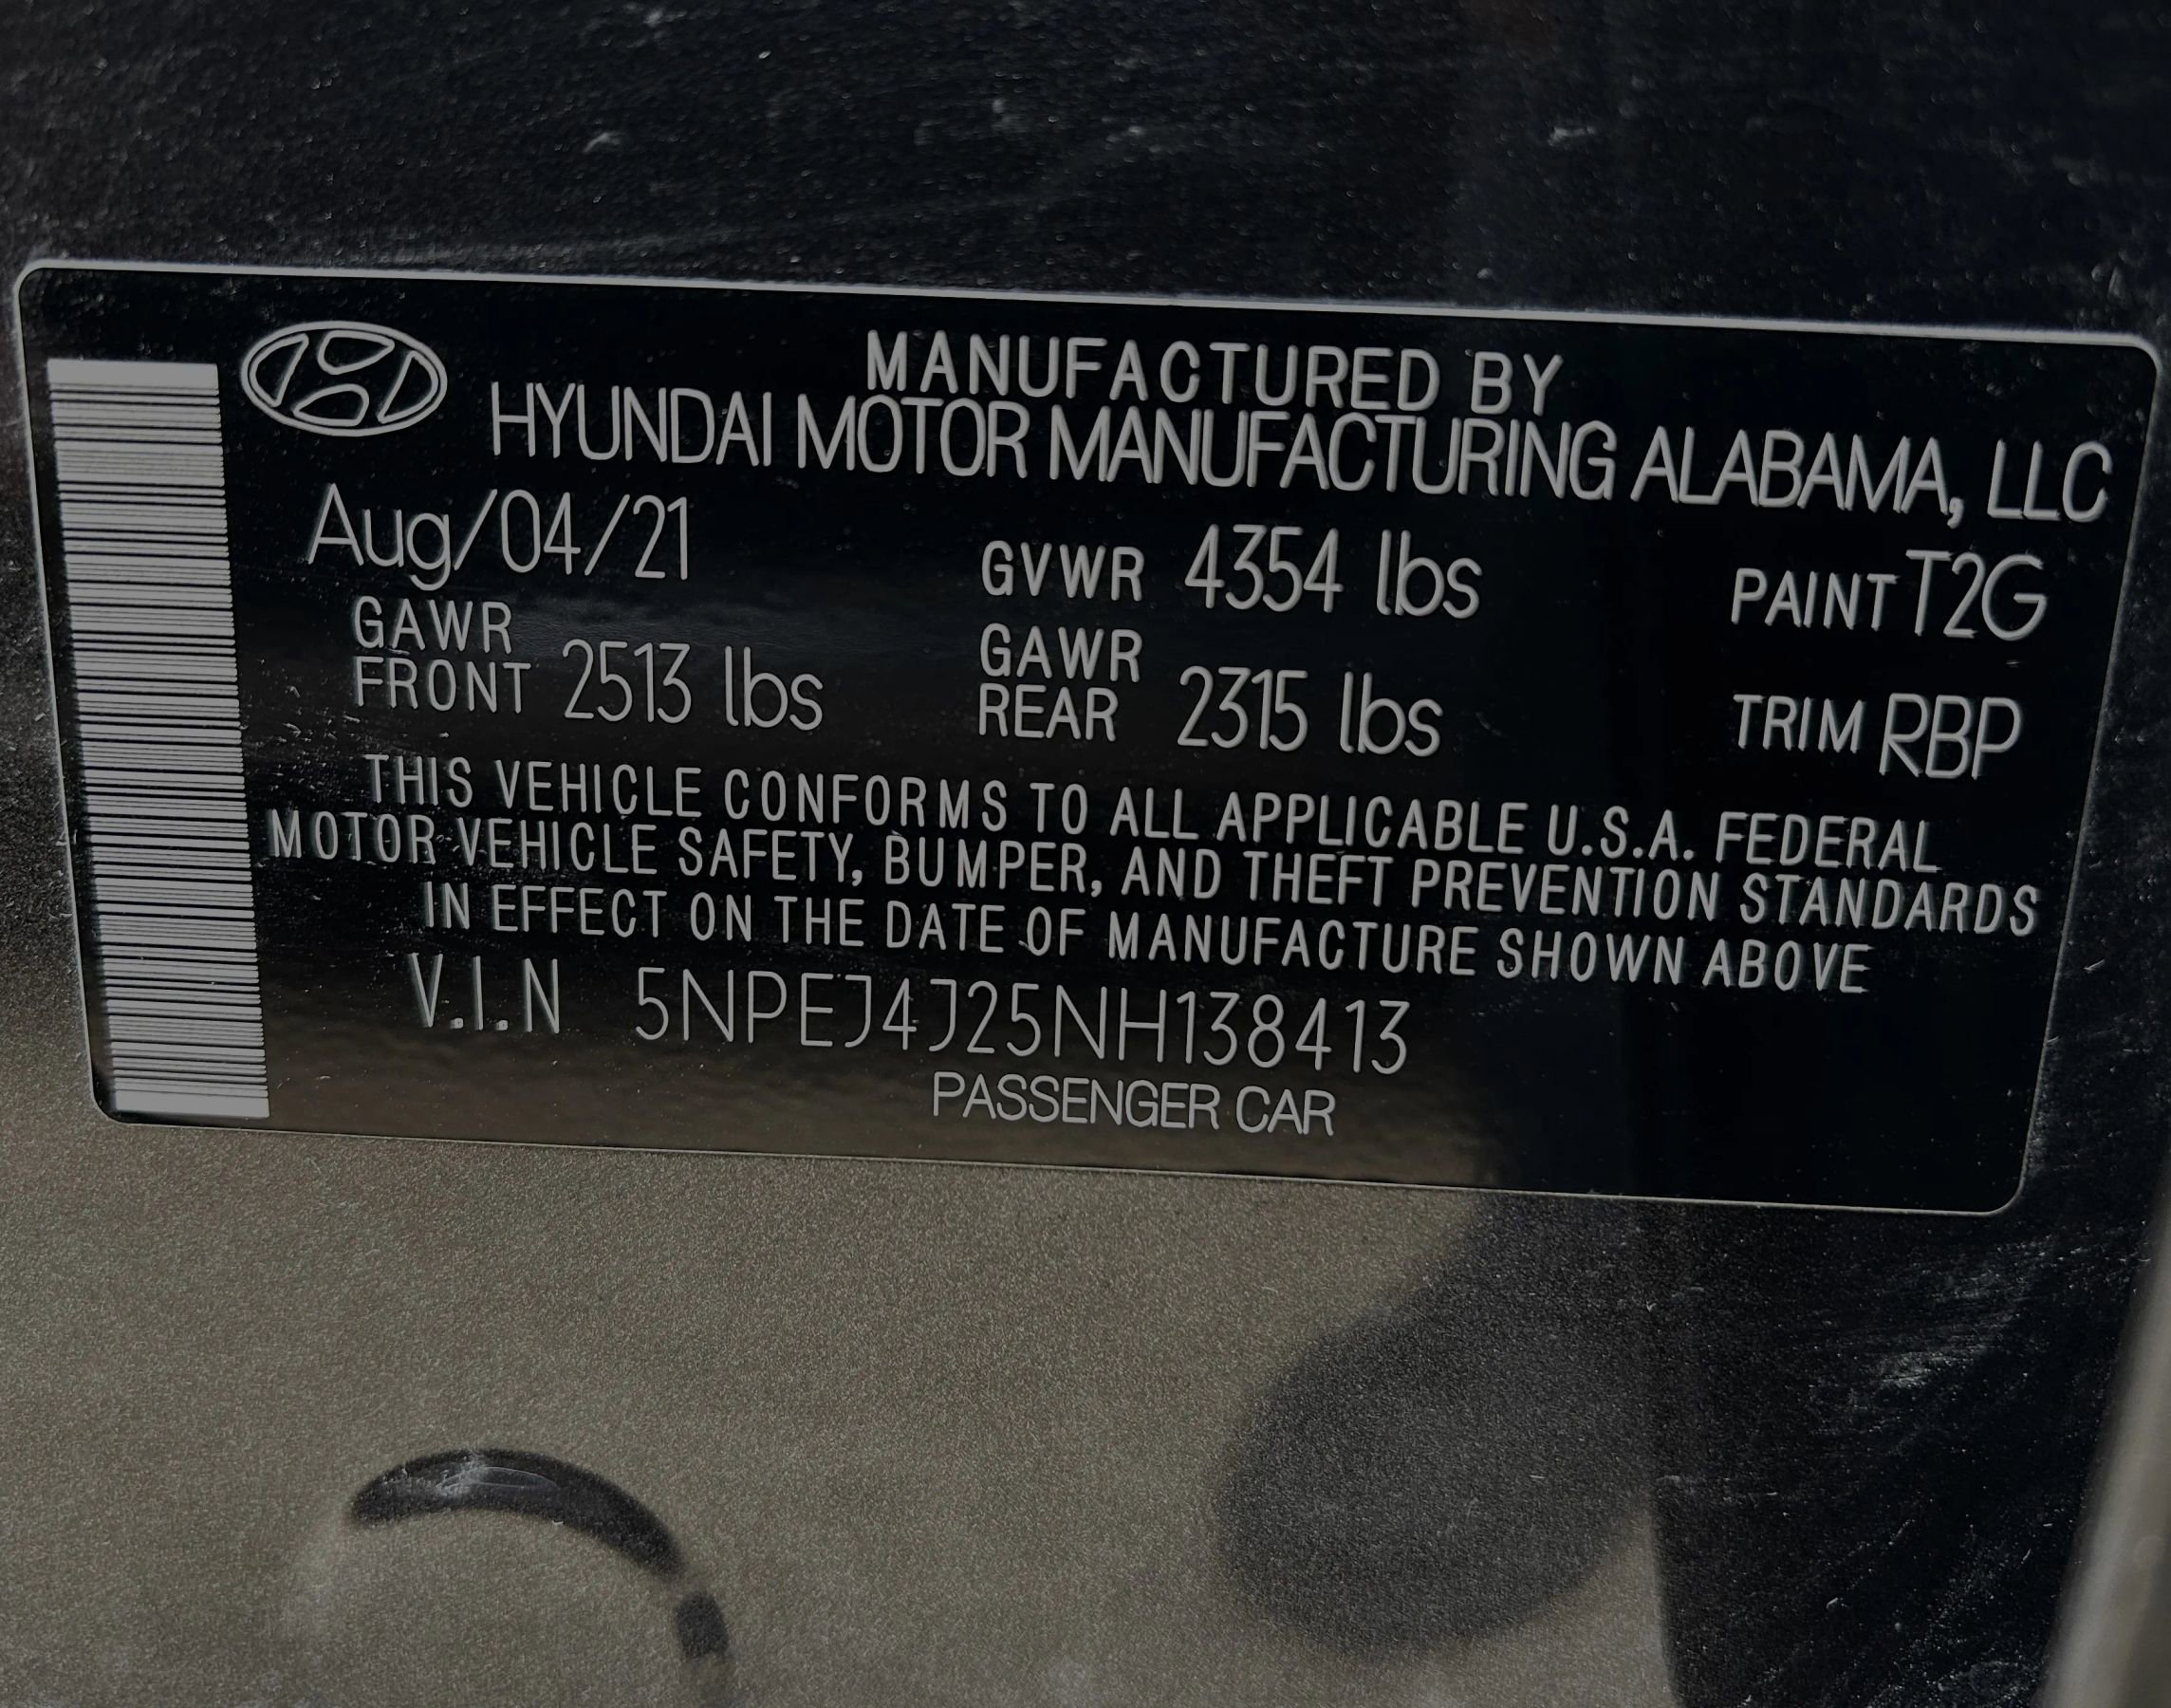 MANUFACTURED BY
HYUNDAI MOTOR MANUFACTURING ALABAMA, LLC
Aug/04/21 GVWR 4354 lbs PAINT T2G
GAWR FRONT 2513 lbs GAWR REAR 2315 lbs TRIM RBP
THIS VEHICLE CONFORMS TO ALL APPLICABLE U.S.A. FEDERAL
MOTOR VEHICLE SAFETY, BUMPER, AND THEFT PREVENTION STANDARDS
IN EFFECT ON THE DATE OF MANUFACTURE SHOWN ABOVE
V.I.N 5NPEJ4J25NH138413
PASSENGER CAR